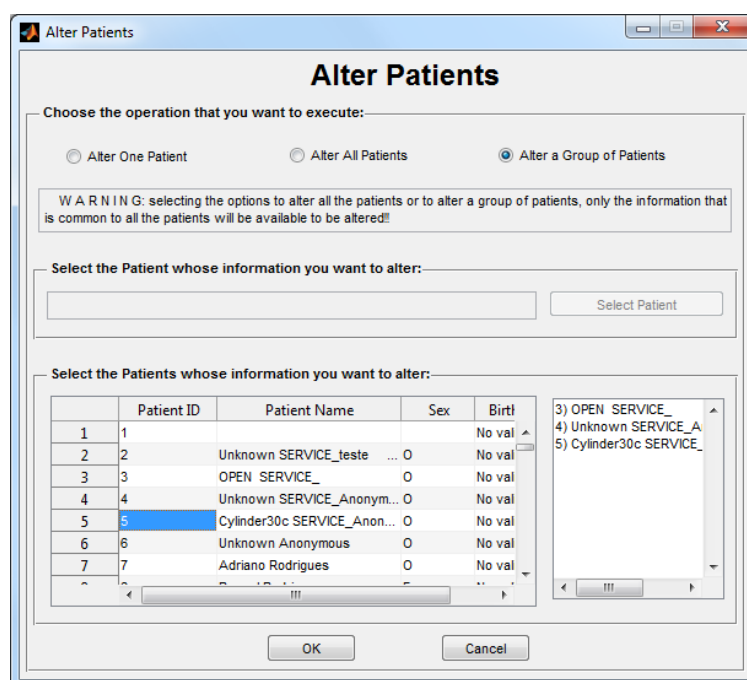 Alter Patients
Alter Patients
Choose the operation that you want to execute:
Alter One Patient
Alter All Patients
Alter a Group of Patients
W A R N I N G: selecting the options to alter all the patients or to alter a group of patients, only the information that
is common to all the patients will be available to be altered!!
Select the Patient whose information you want to alter:
Select Patient
Select the Patients whose information you want to alter:
Patient ID Patient Name Sex Birth
1 1 No val
2 2 Unknown SERVICE_teste ... O No val
3 3 OPEN SERVICE_ O No val
4 4 Unknown SERVICE_Anonym... O No val
5 5 Cylinder30c SERVICE_Anon... O No val
6 6 Unknown Anonymous O No val
7 7 Adriano Rodrigues O No val
3) OPEN SERVICE_
4) Unknown SERVICE_A
5) Cylinder30c SERVICE_
OK
Cancel